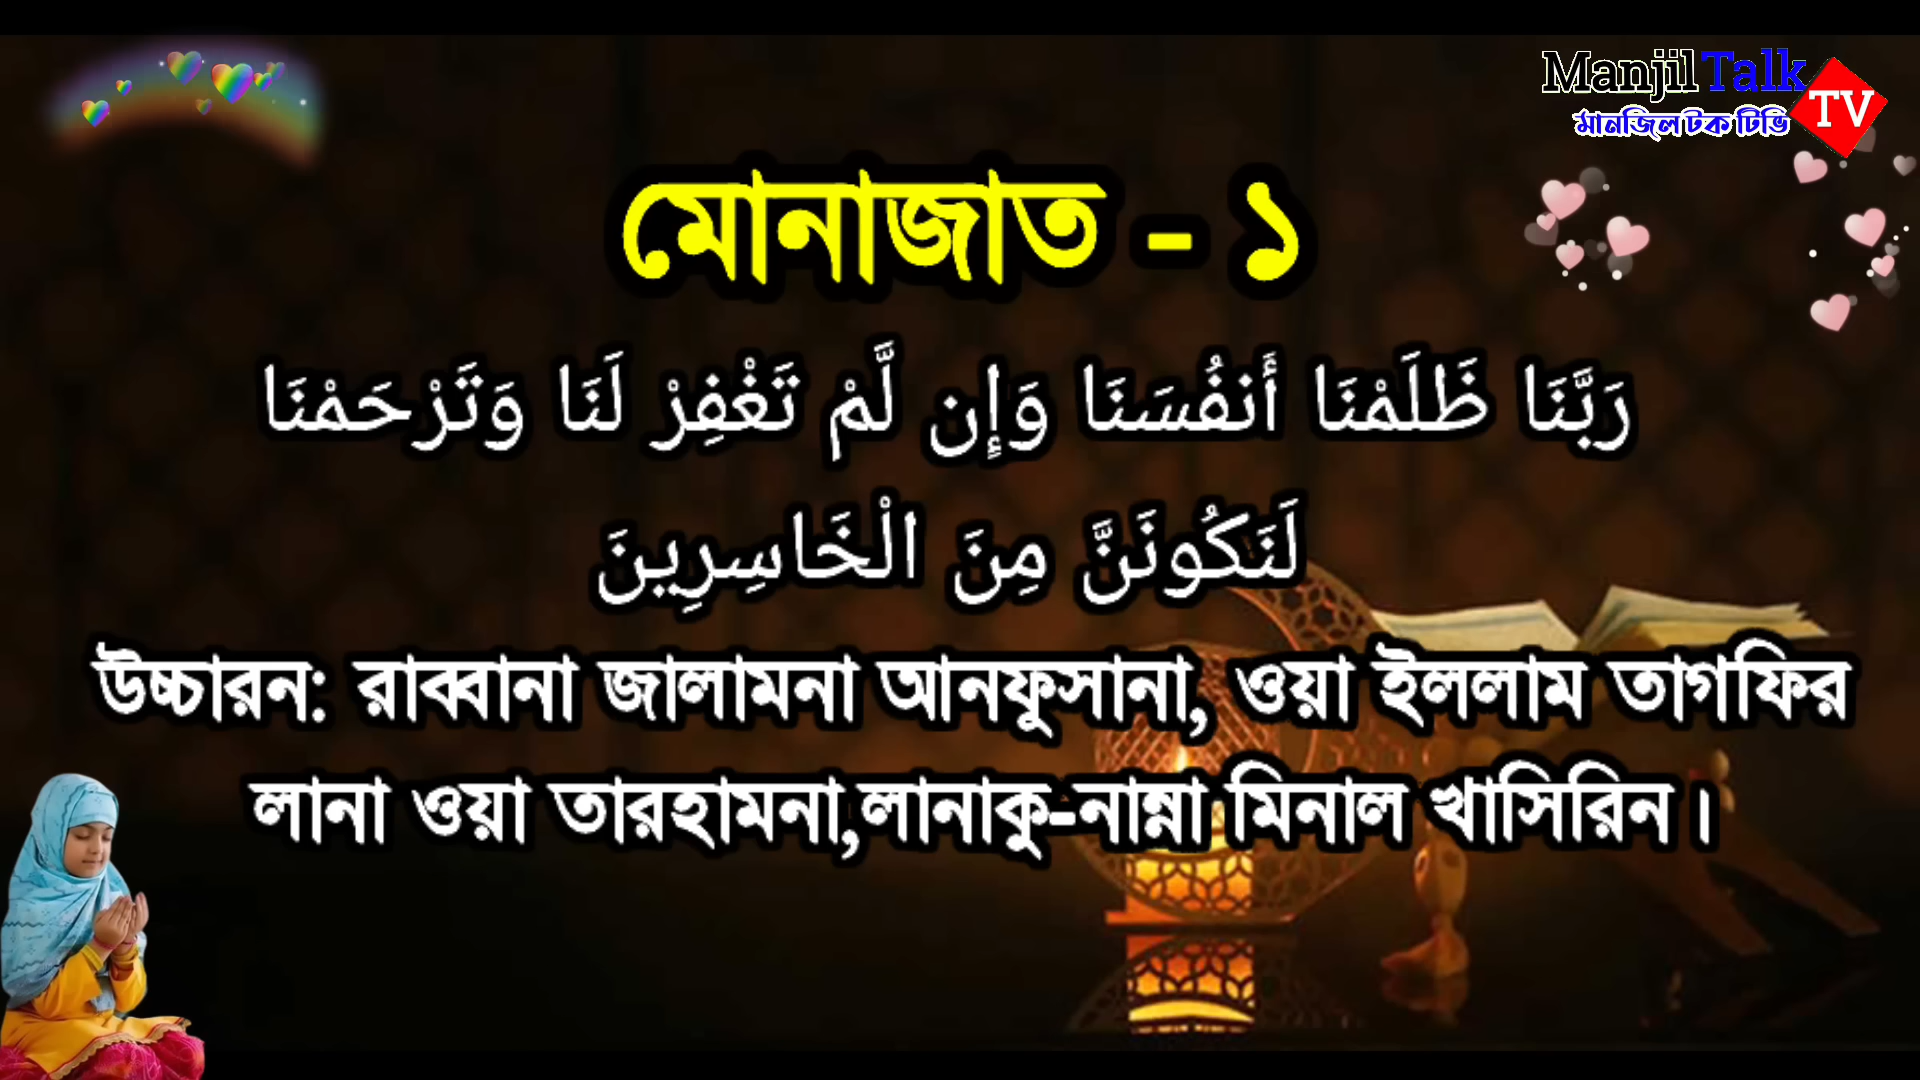 Manjil Talk TV
মানজিল টক টিভি
মোনাজাত - ১
رَبَّنَا ظَلَمْنَا أَنفُسَنَا وَإِن لَّمْ تَغْفِرْ لَنَا وَتَرْحَمْنَا
لَنَكُونَنَّ مِنَ الْخَاسِرِينَ
উচ্চারন: রাব্বানা জালামনা আনফুসানা, ওয়া ইললাম তাগফির
লানা ওয়া তারহামনা,লানাকু-নান্না মিনাল খাসিরিন।